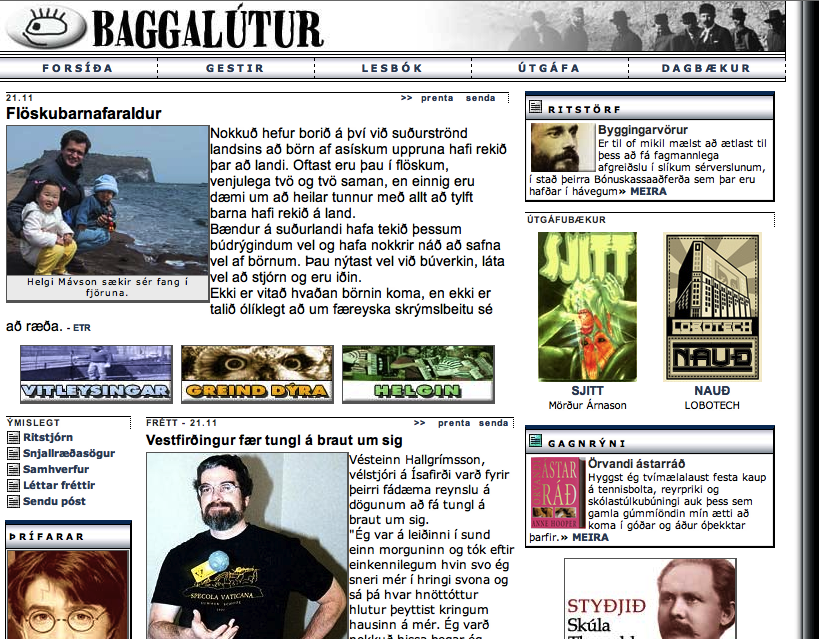 BAGGALÚTUR
FORSÍÐA
GESTIR
LESBÓK
ÚTGÁFA
DAGBÆKUR
21.11
>> prenta senda
Flöskubarnafaraldur
Nokkuð hefur borið á því við suðurströnd
landsins að börn af asískum uppruna hafi rekið
þar að landi. Oftast eru þau í flöskum,
venjulega tvö og tvö saman, en einnig eru
dæmi um að heilar tunnur með allt að tylft
barna hafi rekið á land.
Bændur á suðurlandi hafa tekið þessum
búdrýgindum vel og hafa nokkrir náð að safna
vel af börnum. Þau nýtast vel við búverkin, láta
vel að stjórn og eru iðin.
Ekki er vitað hvaðan börnin koma, en ekki er
talið ólíklegt að um færeyska skrýmslbeitu sé
að ræða. - ETR
Helgi Mávson sækir sér fang í
fjöruna.
VITLEYSINGAR
GREIND DÝRA
HELGIN
ÝMISLEGT
Ritstjórn
Snjallræðasögur
Samhverfur
Léttar fréttir
Sendu póst
ÞRÍFARAR
FRÉTT - 21.11
>> prenta senda
Vestfirðingur fær tungl á braut um sig
Vésteinn Hallgrímsson,
vélstjóri á Ísafirði varð fyrir
þeirri fádæma reynslu á
dögunum að fá tungl á
braut um sig.
"Ég var á leiðinni í sund
einn morguninn og tók eftir
einkennilegum hvin svo ég
sneri mér í hringi svona og
sá þá hvar hnöttóttur
hlutur þeyttist kringum
hausinn á mér. Ég varð
nokkuð hissa þegar ég
SPECOLA VATICANA
RITSTÖRF
Byggingarvörur
Er til of mikil mælst að ætlast til
þess að fá fagmannlega
afgreiðslu í slíkum sérverslunum,
í stað þeirra Bónuskassaaðferða sem þar eru
hafðar í hávegum» MEIRA
ÚTGÁFUBÆKUR
SJITT
LOBOTECH
NAUÐ
SJITT
Mörður Árnason
NAUÐ
LOBOTECH
GAGNRÝNI
ÁSTAR
RÁÐ
ANNE HOOPER
Örvandi ástarráð
Hyggst ég tvímælalaust festa kaup
á tennisbolta, reyrpriki og
skólastúlkubúningi auk þess sem
gamla gúmmíöndin mín ætti að
koma í góðar og áður óþekktar
þarfir.» MEIRA
STYÐJIÐ
Skúla